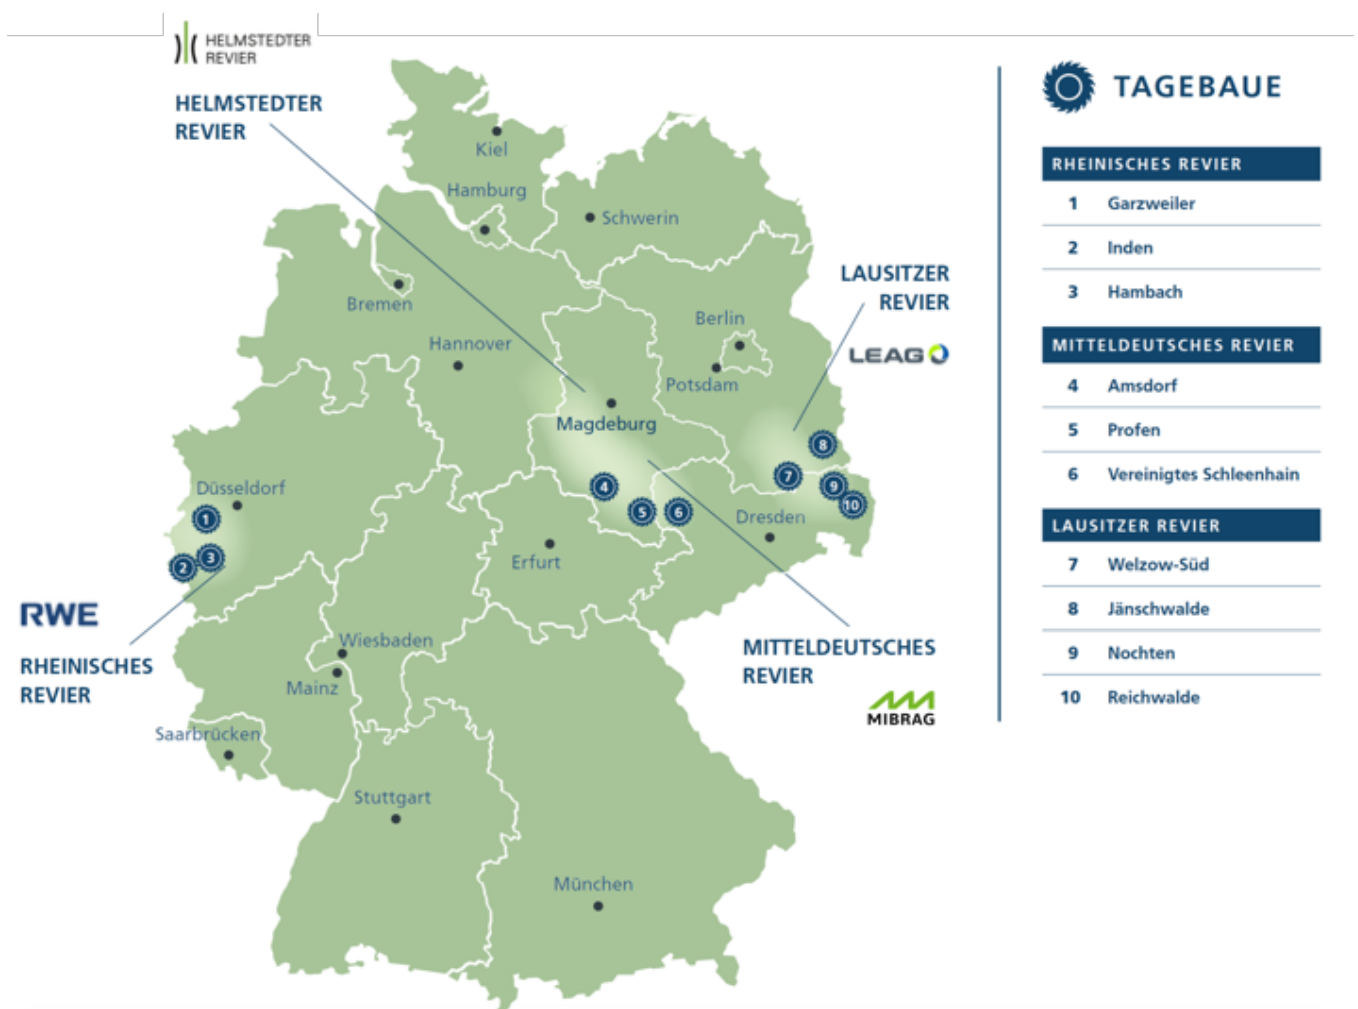 HELMSTEDTER
REVIER
HELMSTEDTER
REVIER
Kiel
Hamburg
Schwerin
Bremen
Hannover
Berlin
Potsdam
Magdeburg
LAUSITZER
REVIER
LEAG
Düsseldorf
Erfurt
Dresden
1
2
3
4
5
6
7
8
9
10
RWE
RHEINISCHES
REVIER
Wiesbaden
Mainz
MITTELDEUTSCHES
REVIER
MIBRAG
Saarbrücken
Stuttgart
München
TAGEBAUE
RHEINISCHES REVIER
1 Garzweiler
2 Inden
3 Hambach
MITTELDEUTSCHES REVIER
4 Amsdorf
5 Profen
6 Vereinigtes Schleenhain
LAUSITZER REVIER
7 Welzow-Süd
8 Jänschwalde
9 Nochten
10 Reichwalde